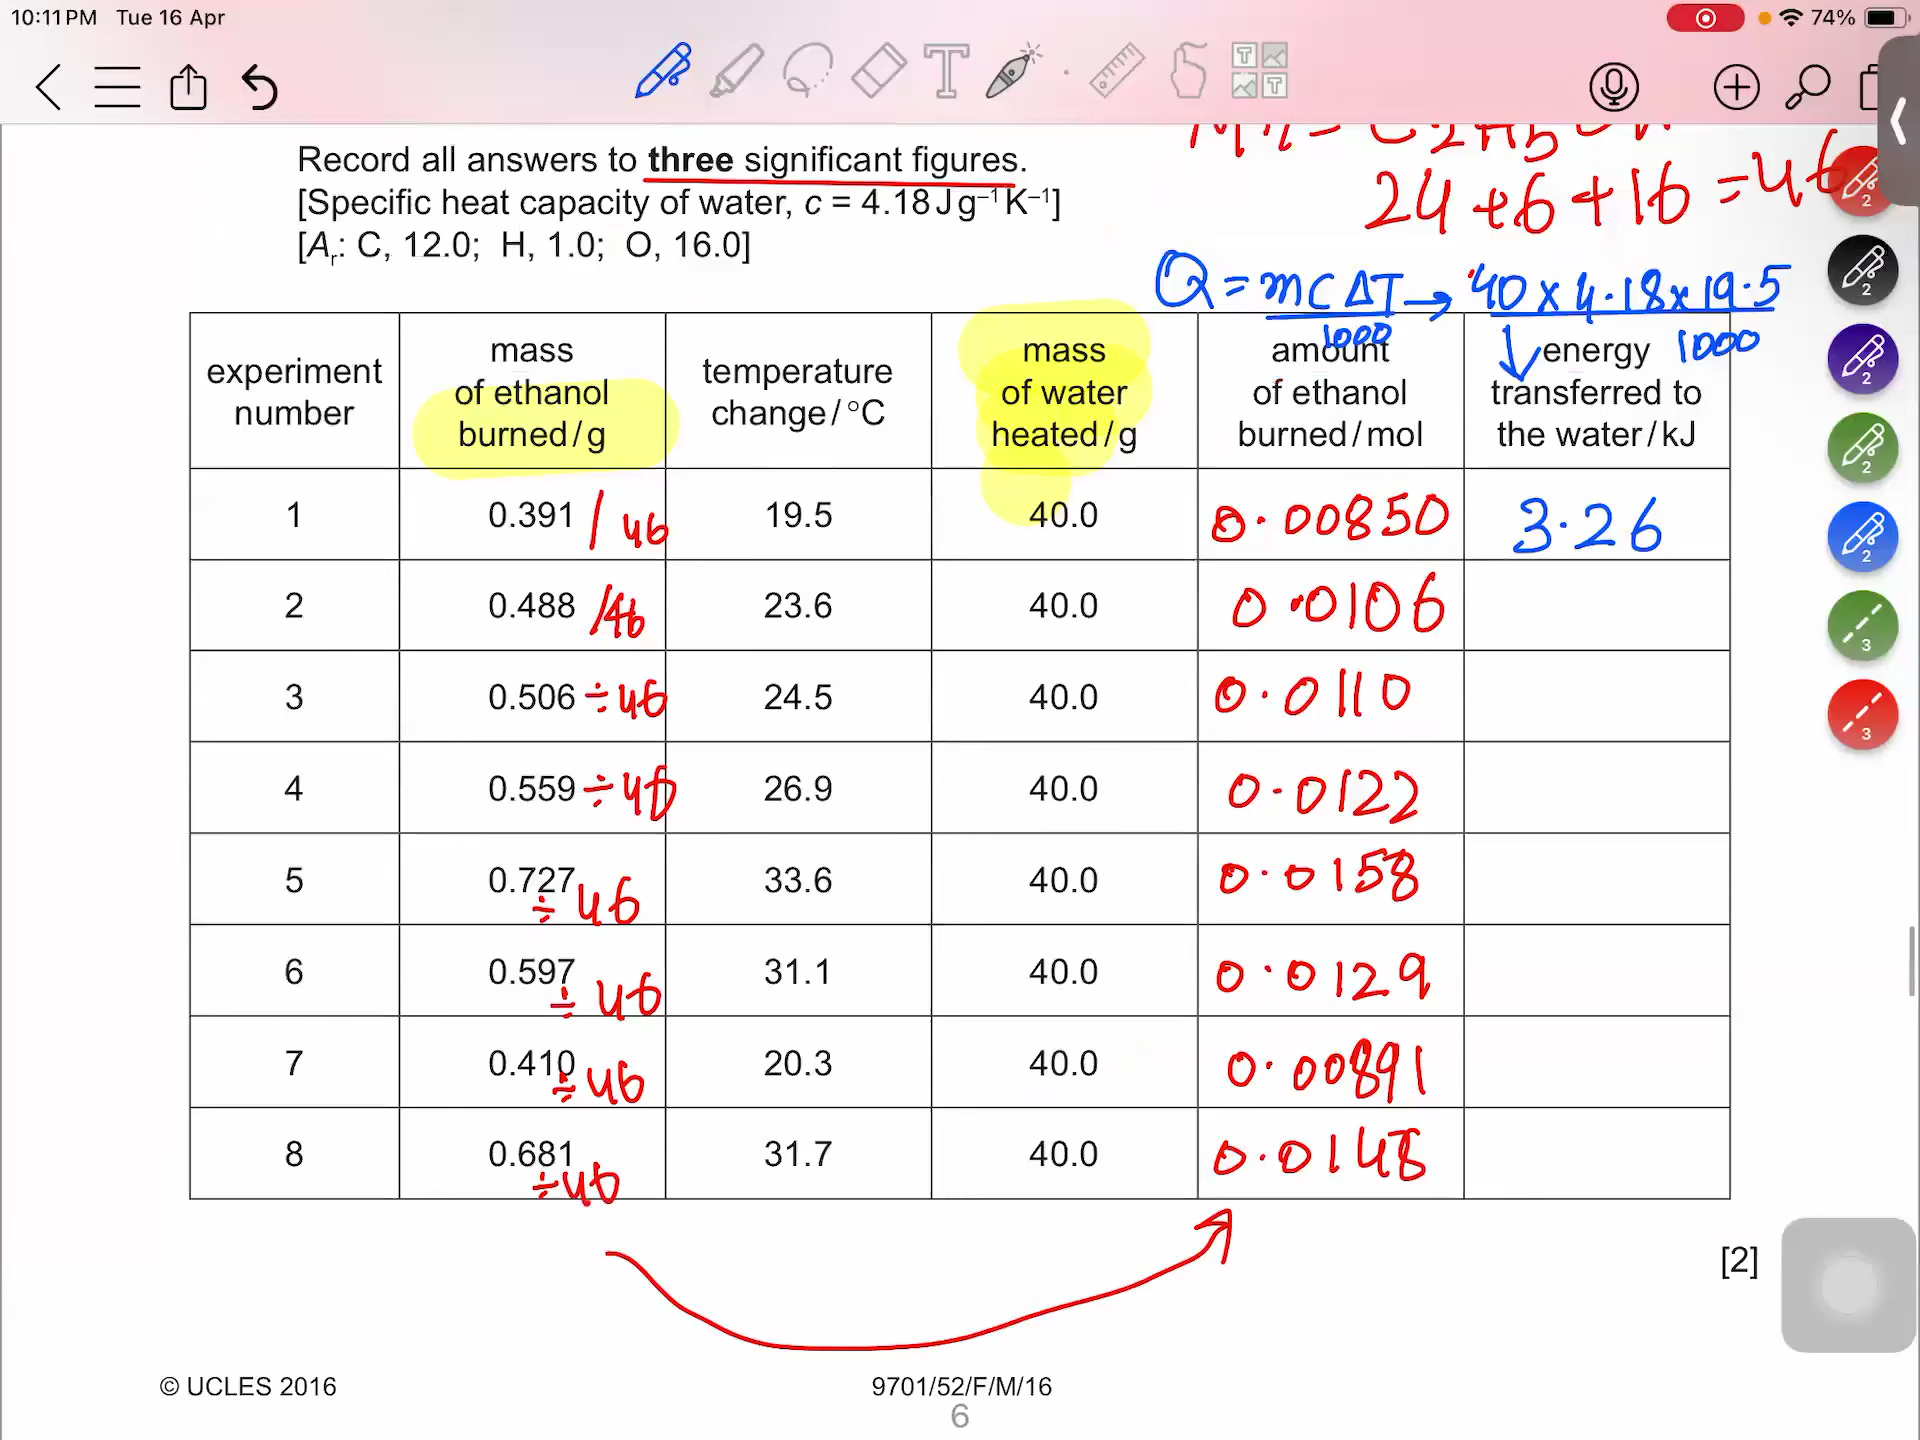 10:11 PM Tue 16 Apr
74%
Record all answers to three significant figures.
[Specific heat capacity of water, c = 4.18 J g⁻¹ K⁻¹]
[Aᵣ: C, 12.0; H, 1.0; O, 16.0]
24 + 6 + 16 = 46
Q = mCΔT → 40 × 4.18 × 19.5
1000 1000
experiment number
mass of ethanol burned / g
temperature change / °C
mass of water heated / g
amount of ethanol burned / mol
energy transferred to the water / kJ
1 0.391 / 46 19.5 40.0 0.00850 3.26
2 0.488 /46 23.6 40.0 0.0106
3 0.506 ÷46 24.5 40.0 0.0110
4 0.559 ÷46 26.9 40.0 0.0122
5 0.727 ÷ 46 33.6 40.0 0.0158
6 0.597 ÷ 46 31.1 40.0 0.0129
7 0.410 ÷ 46 20.3 40.0 0.00891
8 0.681 ÷46 31.7 40.0 0.0148
[2]
© UCLES 2016
9701/52/F/M/16
6
2
2
2
2
2
3
3